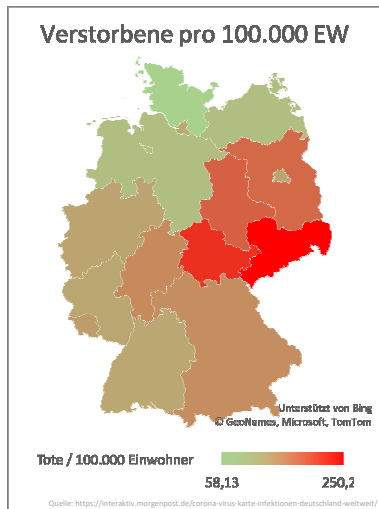 Verstorbene pro 100.000 EW
Unterstützt von Bing
© GeoNames, Microsoft, TomTom
Tote / 100.000 Einwohner
58,13
250,2
Quelle: https://interaktiv.morgenpost.de/corona-virus-karte-infektionen-deutschland-weltweit/